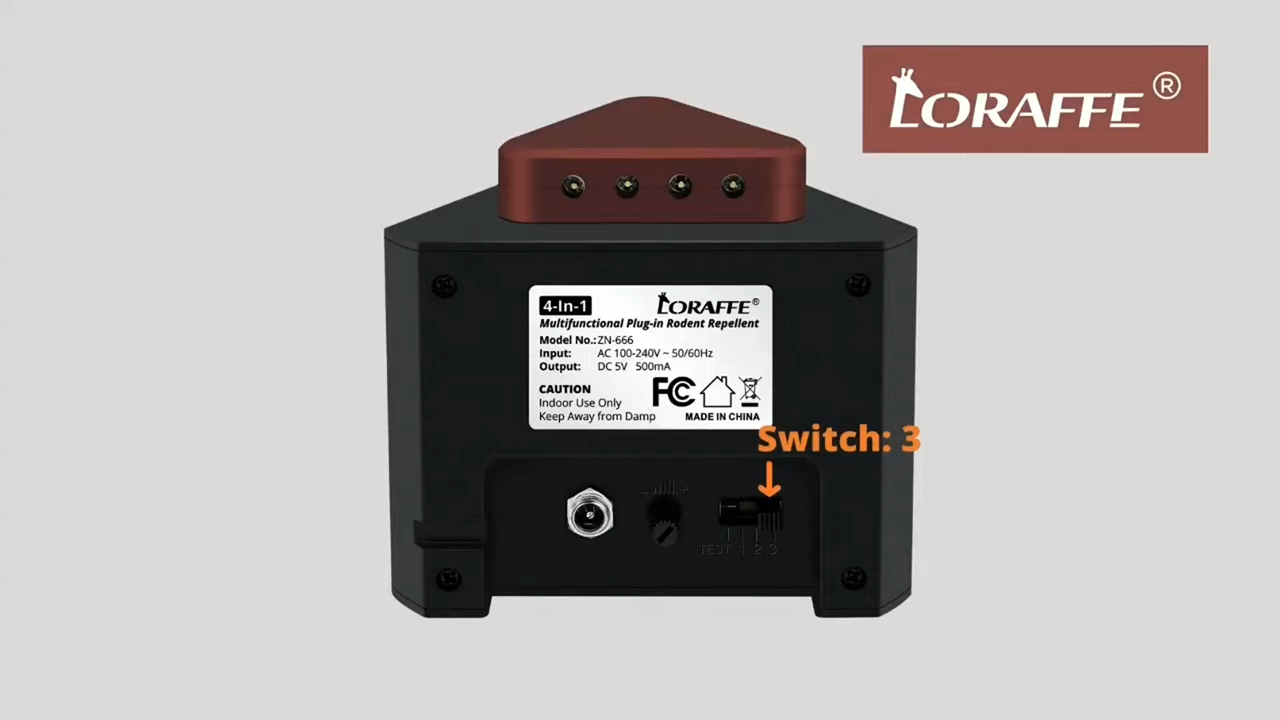 LORAFFE®
4-In-1 LORAFFE®
Multifunctional Plug-in Rodent Repellent
Model No.: ZN-666
Input: AC 100-240V ~ 50/60Hz
Output: DC 5V 500mA
CAUTION
Indoor Use Only
Keep Away from Damp
FCC
MADE IN CHINA
Switch: 3
- +
TEST 1 2 3